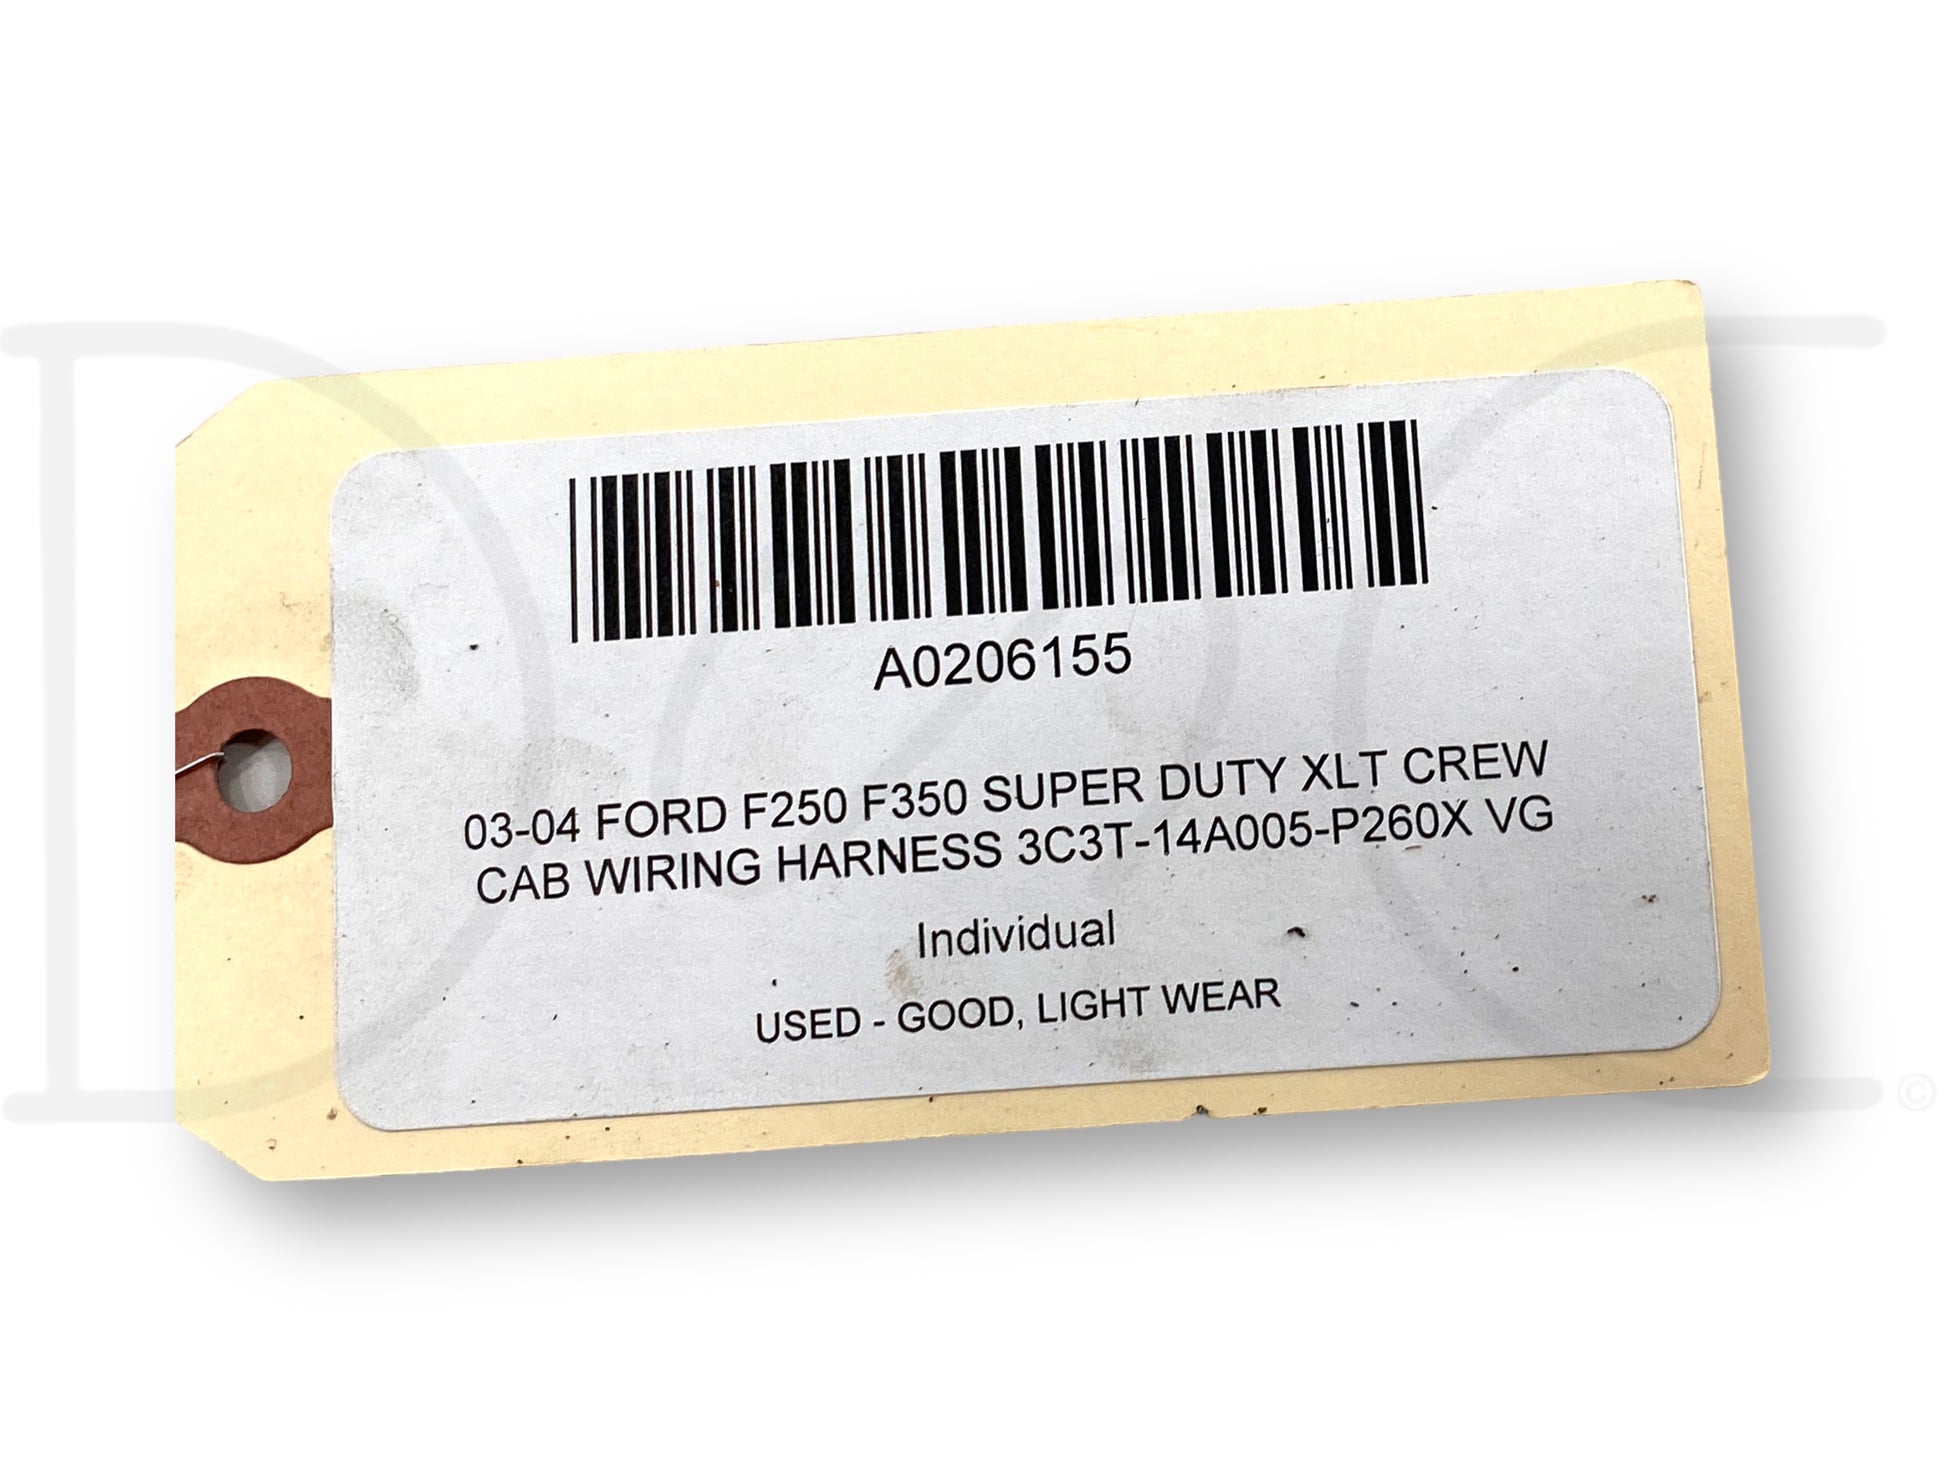 A0206155
03-04 FORD F250 F350 SUPER DUTY XLT CREW
CAB WIRING HARNESS 3C3T-14A005-P260X VG
Individual
USED - GOOD, LIGHT WEAR
©